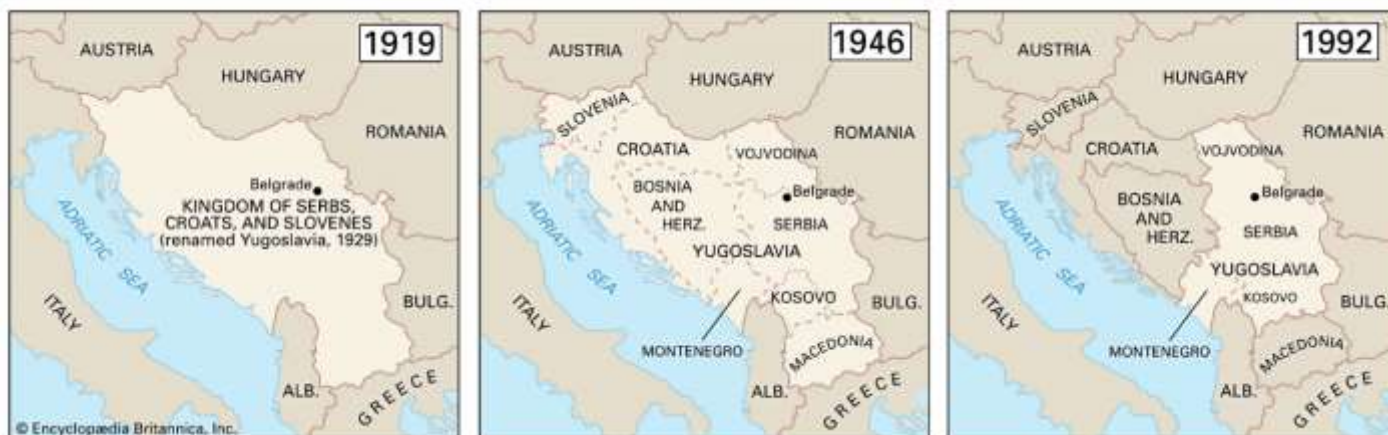 1919
AUSTRIA
HUNGARY
ROMANIA
Belgrade
KINGDOM OF SERBS,
CROATS, AND SLOVENES
(renamed Yugoslavia, 1929)
ADRIATIC SEA
ITALY
BULG.
ALB.
GREECE
© Encyclopædia Britannica, Inc.
1946
AUSTRIA
HUNGARY
SLOVENIA
ROMANIA
CROATIA
VOJVODINA
BOSNIA
AND
HERZ.
Belgrade
SERBIA
YUGOSLAVIA
ADRIATIC SEA
ITALY
KOSOVO
BULG.
MONTENEGRO
MACEDONIA
ALB.
GREECE
1992
AUSTRIA
HUNGARY
SLOVENIA
ROMANIA
CROATIA
VOJVODINA
BOSNIA
AND
HERZ.
Belgrade
SERBIA
YUGOSLAVIA
ADRIATIC SEA
ITALY
KOSOVO
BULG.
MONTENEGRO
MACEDONIA
ALB.
GREECE